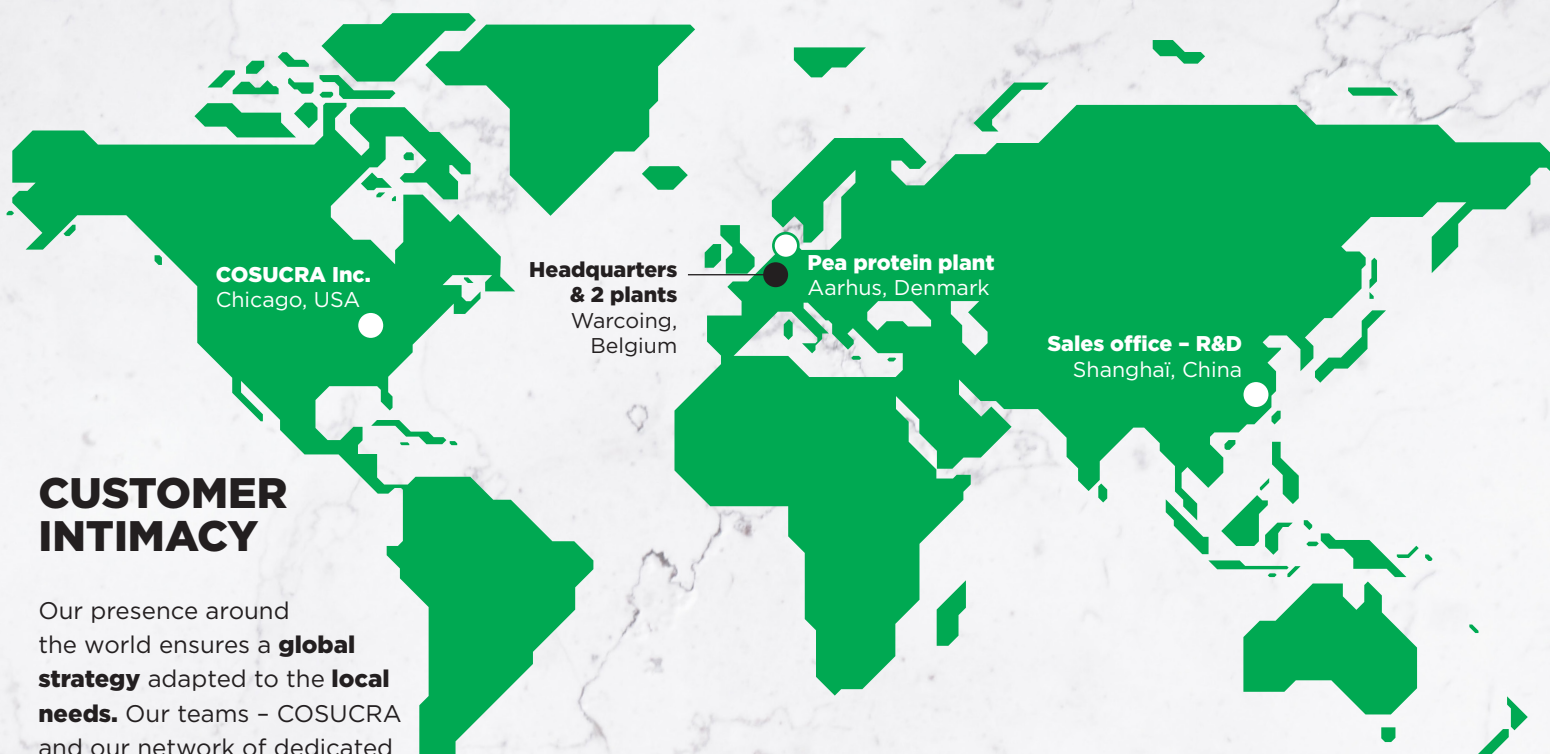 COSUCRA Inc.
Chicago, USA
Headquarters
& 2 plants
Warcoing,
Belgium
Pea protein plant
Aarhus, Denmark
Sales office – R&D
Shanghaï, China
CUSTOMER
INTIMACY
Our presence around
the world ensures a global
strategy adapted to the local
needs. Our teams – COSUCRA
and our network of dedicated